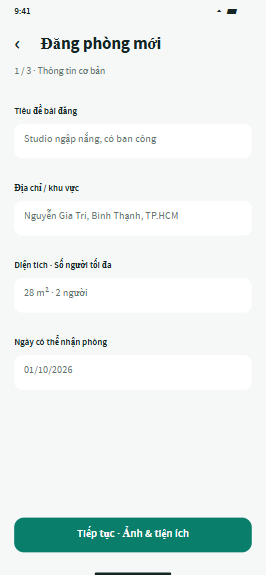 9:41
Đăng phòng mới
1 / 3 · Thông tin cơ bản
Tiêu đề bài đăng
Studio ngập nắng, có ban công
Địa chỉ / khu vực
Nguyễn Gia Trí, Bình Thạnh, TP.HCM
Diện tích · Số người tối đa
28 m² · 2 người
Ngày có thể nhận phòng
01/10/2026
Tiếp tục · Ảnh & tiện ích